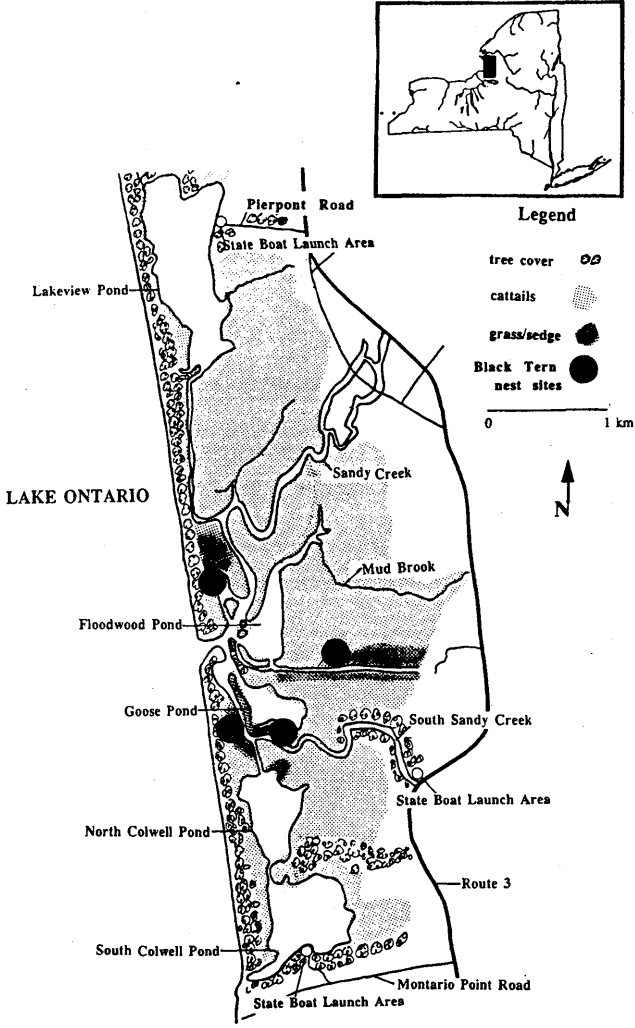 Pierpont Road
State Boat Launch Area
Legend
tree cover
cattails
grass/sedge
Black Tern
nest sites
0
1 km
N
Lakeview Pond
Sandy Creek
LAKE ONTARIO
Mud Brook
Floodwood Pond
Goose Pond
South Sandy Creek
State Boat Launch Area
North Colwell Pond
Route 3
South Colwell Pond
Montario Point Road
State Boat Launch Area